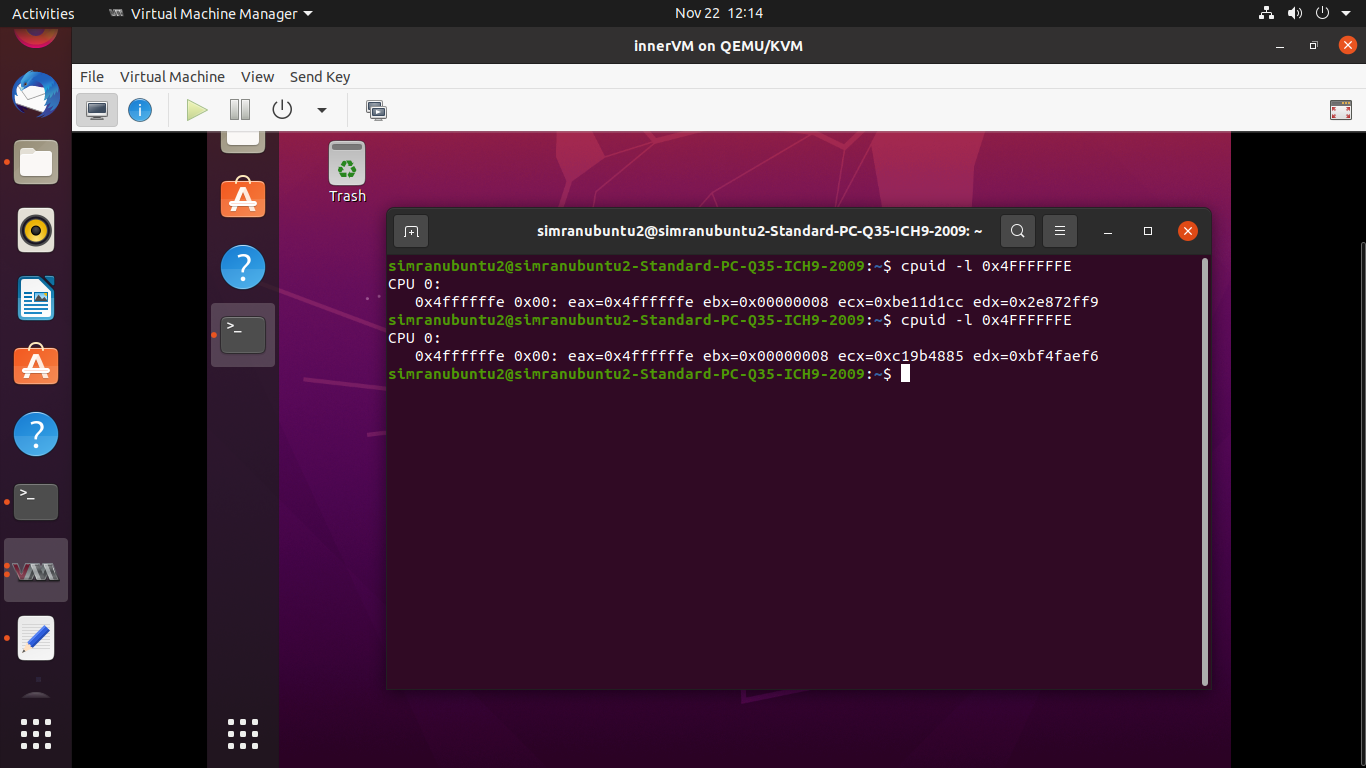 Activities
Virtual Machine Manager
Nov 22 12:14
innerVM on QEMU/KVM
File Virtual Machine View Send Key
Trash
simranubuntu2@simranubuntu2-Standard-PC-Q35-ICH9-2009: ~
simranubuntu2@simranubuntu2-Standard-PC-Q35-ICH9-2009:~$ cpuid -l 0x4FFFFFFE
CPU 0:
0x4ffffffe 0x00: eax=0x4ffffffe ebx=0x00000008 ecx=0xbe11d1cc edx=0x2e872ff9
simranubuntu2@simranubuntu2-Standard-PC-Q35-ICH9-2009:~$ cpuid -l 0x4FFFFFFE
CPU 0:
0x4ffffffe 0x00: eax=0x4ffffffe ebx=0x00000008 ecx=0xc19b4885 edx=0xbf4faef6
simranubuntu2@simranubuntu2-Standard-PC-Q35-ICH9-2009:~$